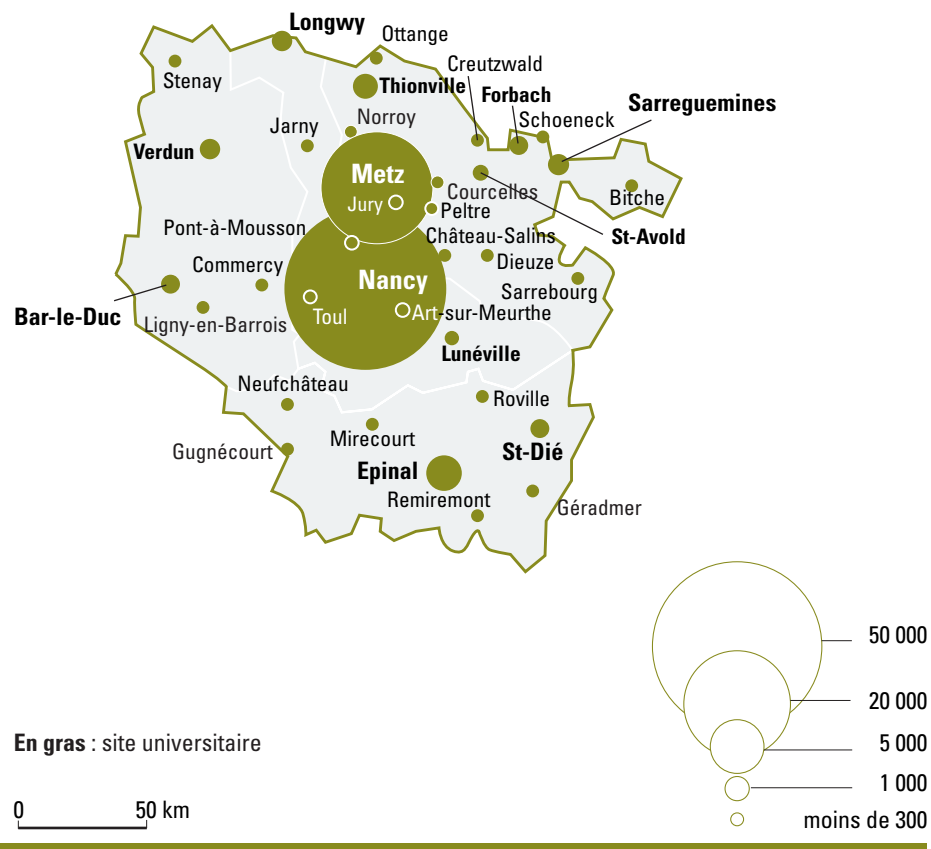 Longwy
Ottange
Stenay
Creutzwald
Thionville
Forbach
Sarreguemines
Schoeneck
Norroy
Jarny
Verdun
Metz
Jury
Courcelles
Bitche
Peltre
Pont-à-Mousson
Château-Salins
St-Avold
Commercy
Dieuze
Nancy
Sarrebourg
Bar-le-Duc
Toul
Art-sur-Meurthe
Ligny-en-Barrois
Lunéville
Neufchâteau
Roville
Mirecourt
Gugnécourt
St-Dié
Epinal
Remiremont
Géradmer
50 000
20 000
En gras : site universitaire
5 000
1 000
0 50 km
moins de 300